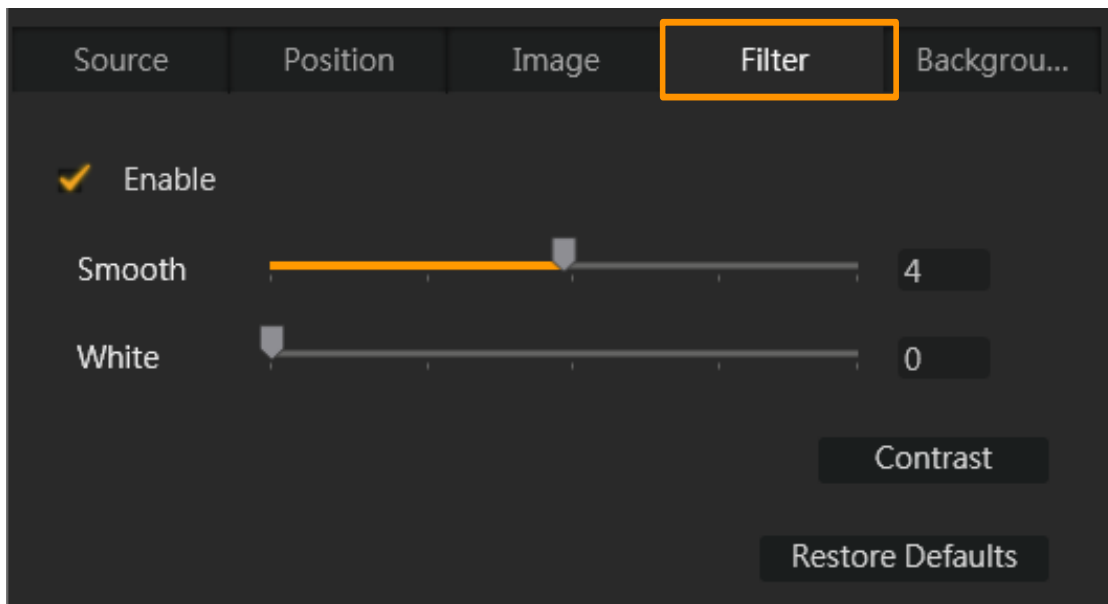 Source Position Image Filter Backgrou...
Enable
Smooth 4
White 0
Contrast
Restore Defaults